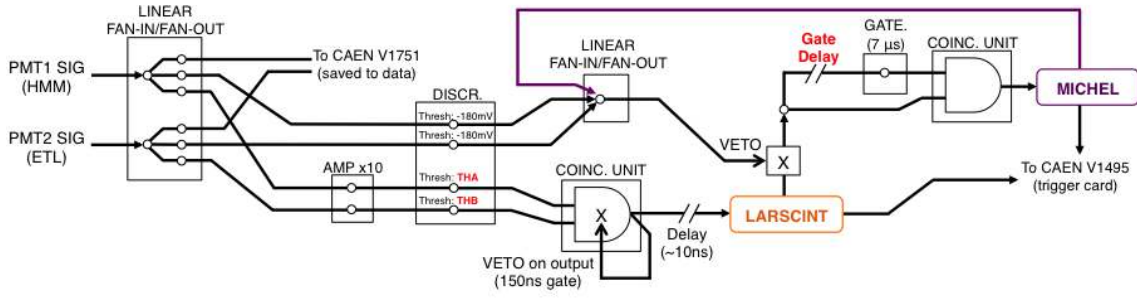 LINEAR
FAN-IN/FAN-OUT
PMT1 SIG
(HMM)
PMT2 SIG
(ETL)
To CAEN V1751
(saved to data)
AMP x10
DISCR.
Thresh: -180mV
Thresh: -180mV
Thresh: THA
Thresh: THB
LINEAR
FAN-IN/FAN-OUT
COINC. UNIT
X
VETO on output
(150ns gate)
Delay
(~10ns)
VETO
X
LARSCINT
Gate
Delay
GATE.
(7 μs)
COINC. UNIT
MICHEL
To CAEN V1495
(trigger card)